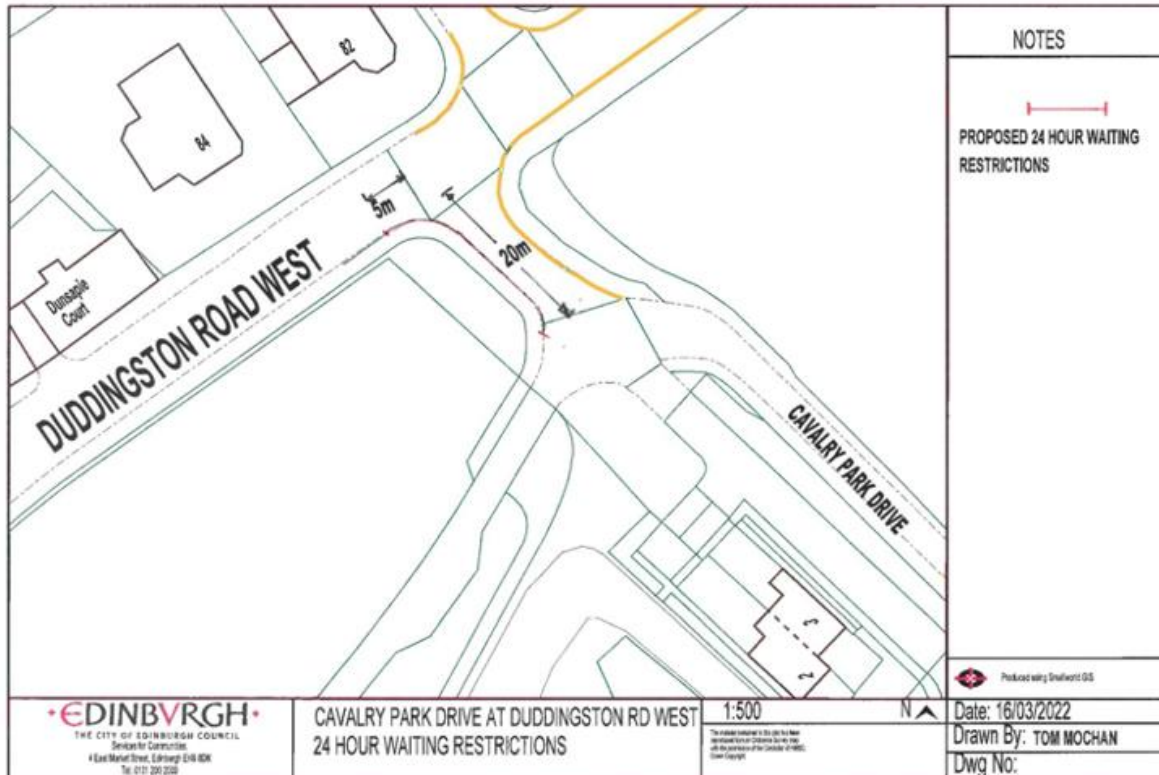 82
84
5m
20m
Dunsapie
Court
DUDDINGSTON ROAD WEST
CAVALRY PARK DRIVE
3
2
NOTES
PROPOSED 24 HOUR WAITING
RESTRICTIONS
Produced using Smallworld GIS
EDINBVRGH
THE CITY OF EDINBURGH COUNCIL
Services for Communities
CAVALRY PARK DRIVE AT DUDDINGSTON RD WEST
24 HOUR WAITING RESTRICTIONS
1:500
N
Date: 16/03/2022
Drawn By: TOM MOCHAN
Dwg No: